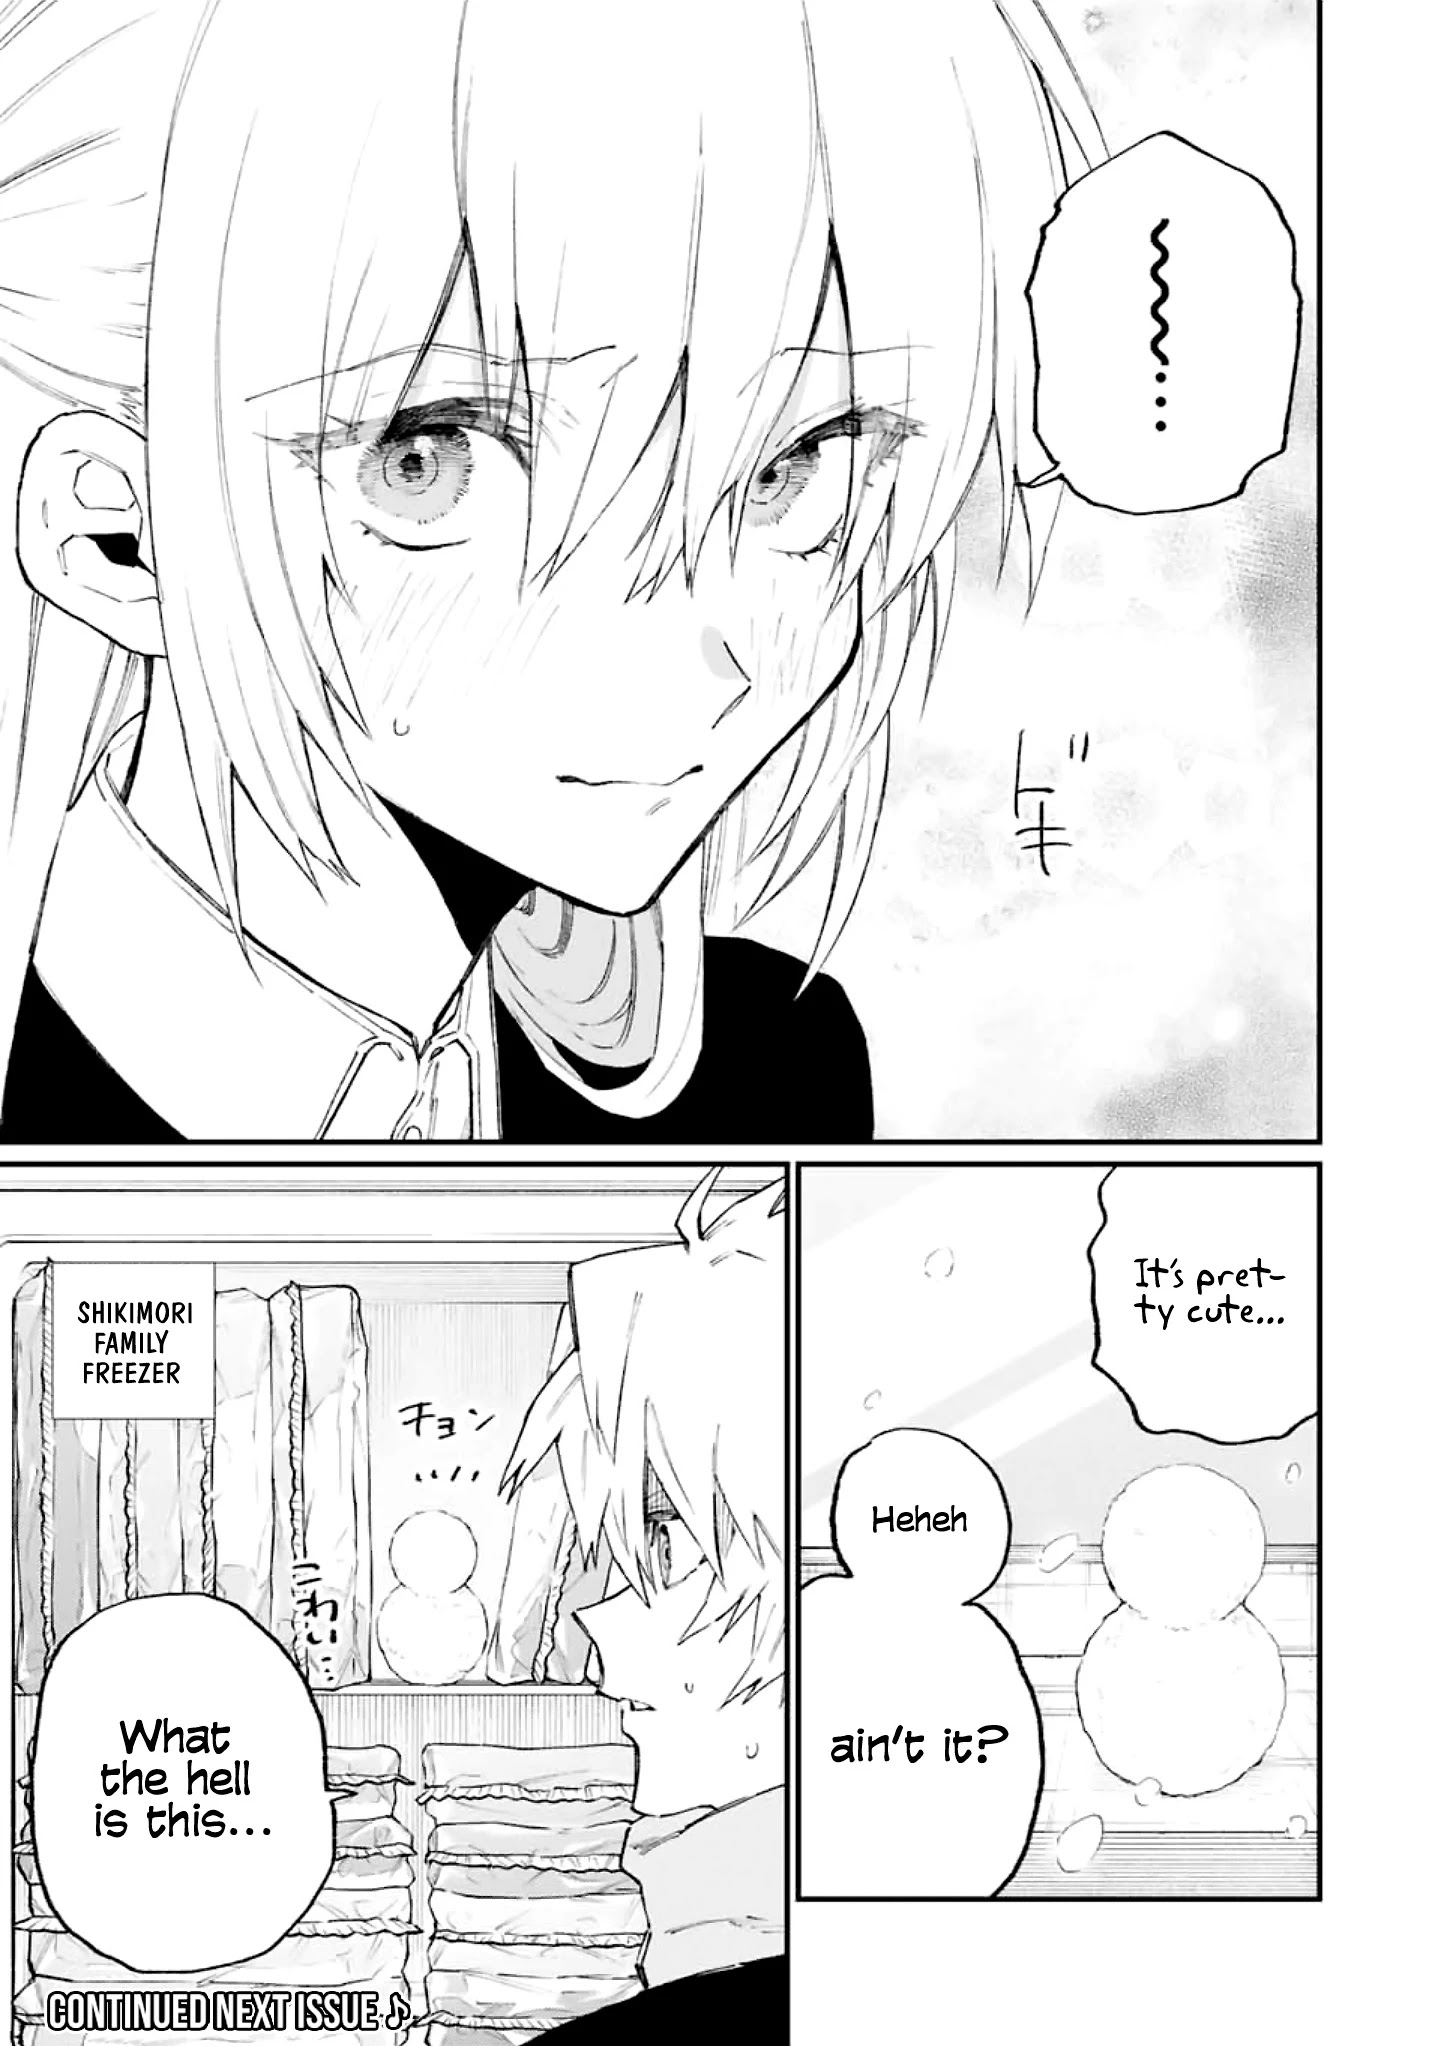 〜〜〜……
ドキ
It's pret-
ty cute...
Heheh
ain't it?
SHIKIMORI
FAMILY
FREEZER
チョン
こわい…
What
the hell
is this...
CONTINUED NEXT ISSUE ♪